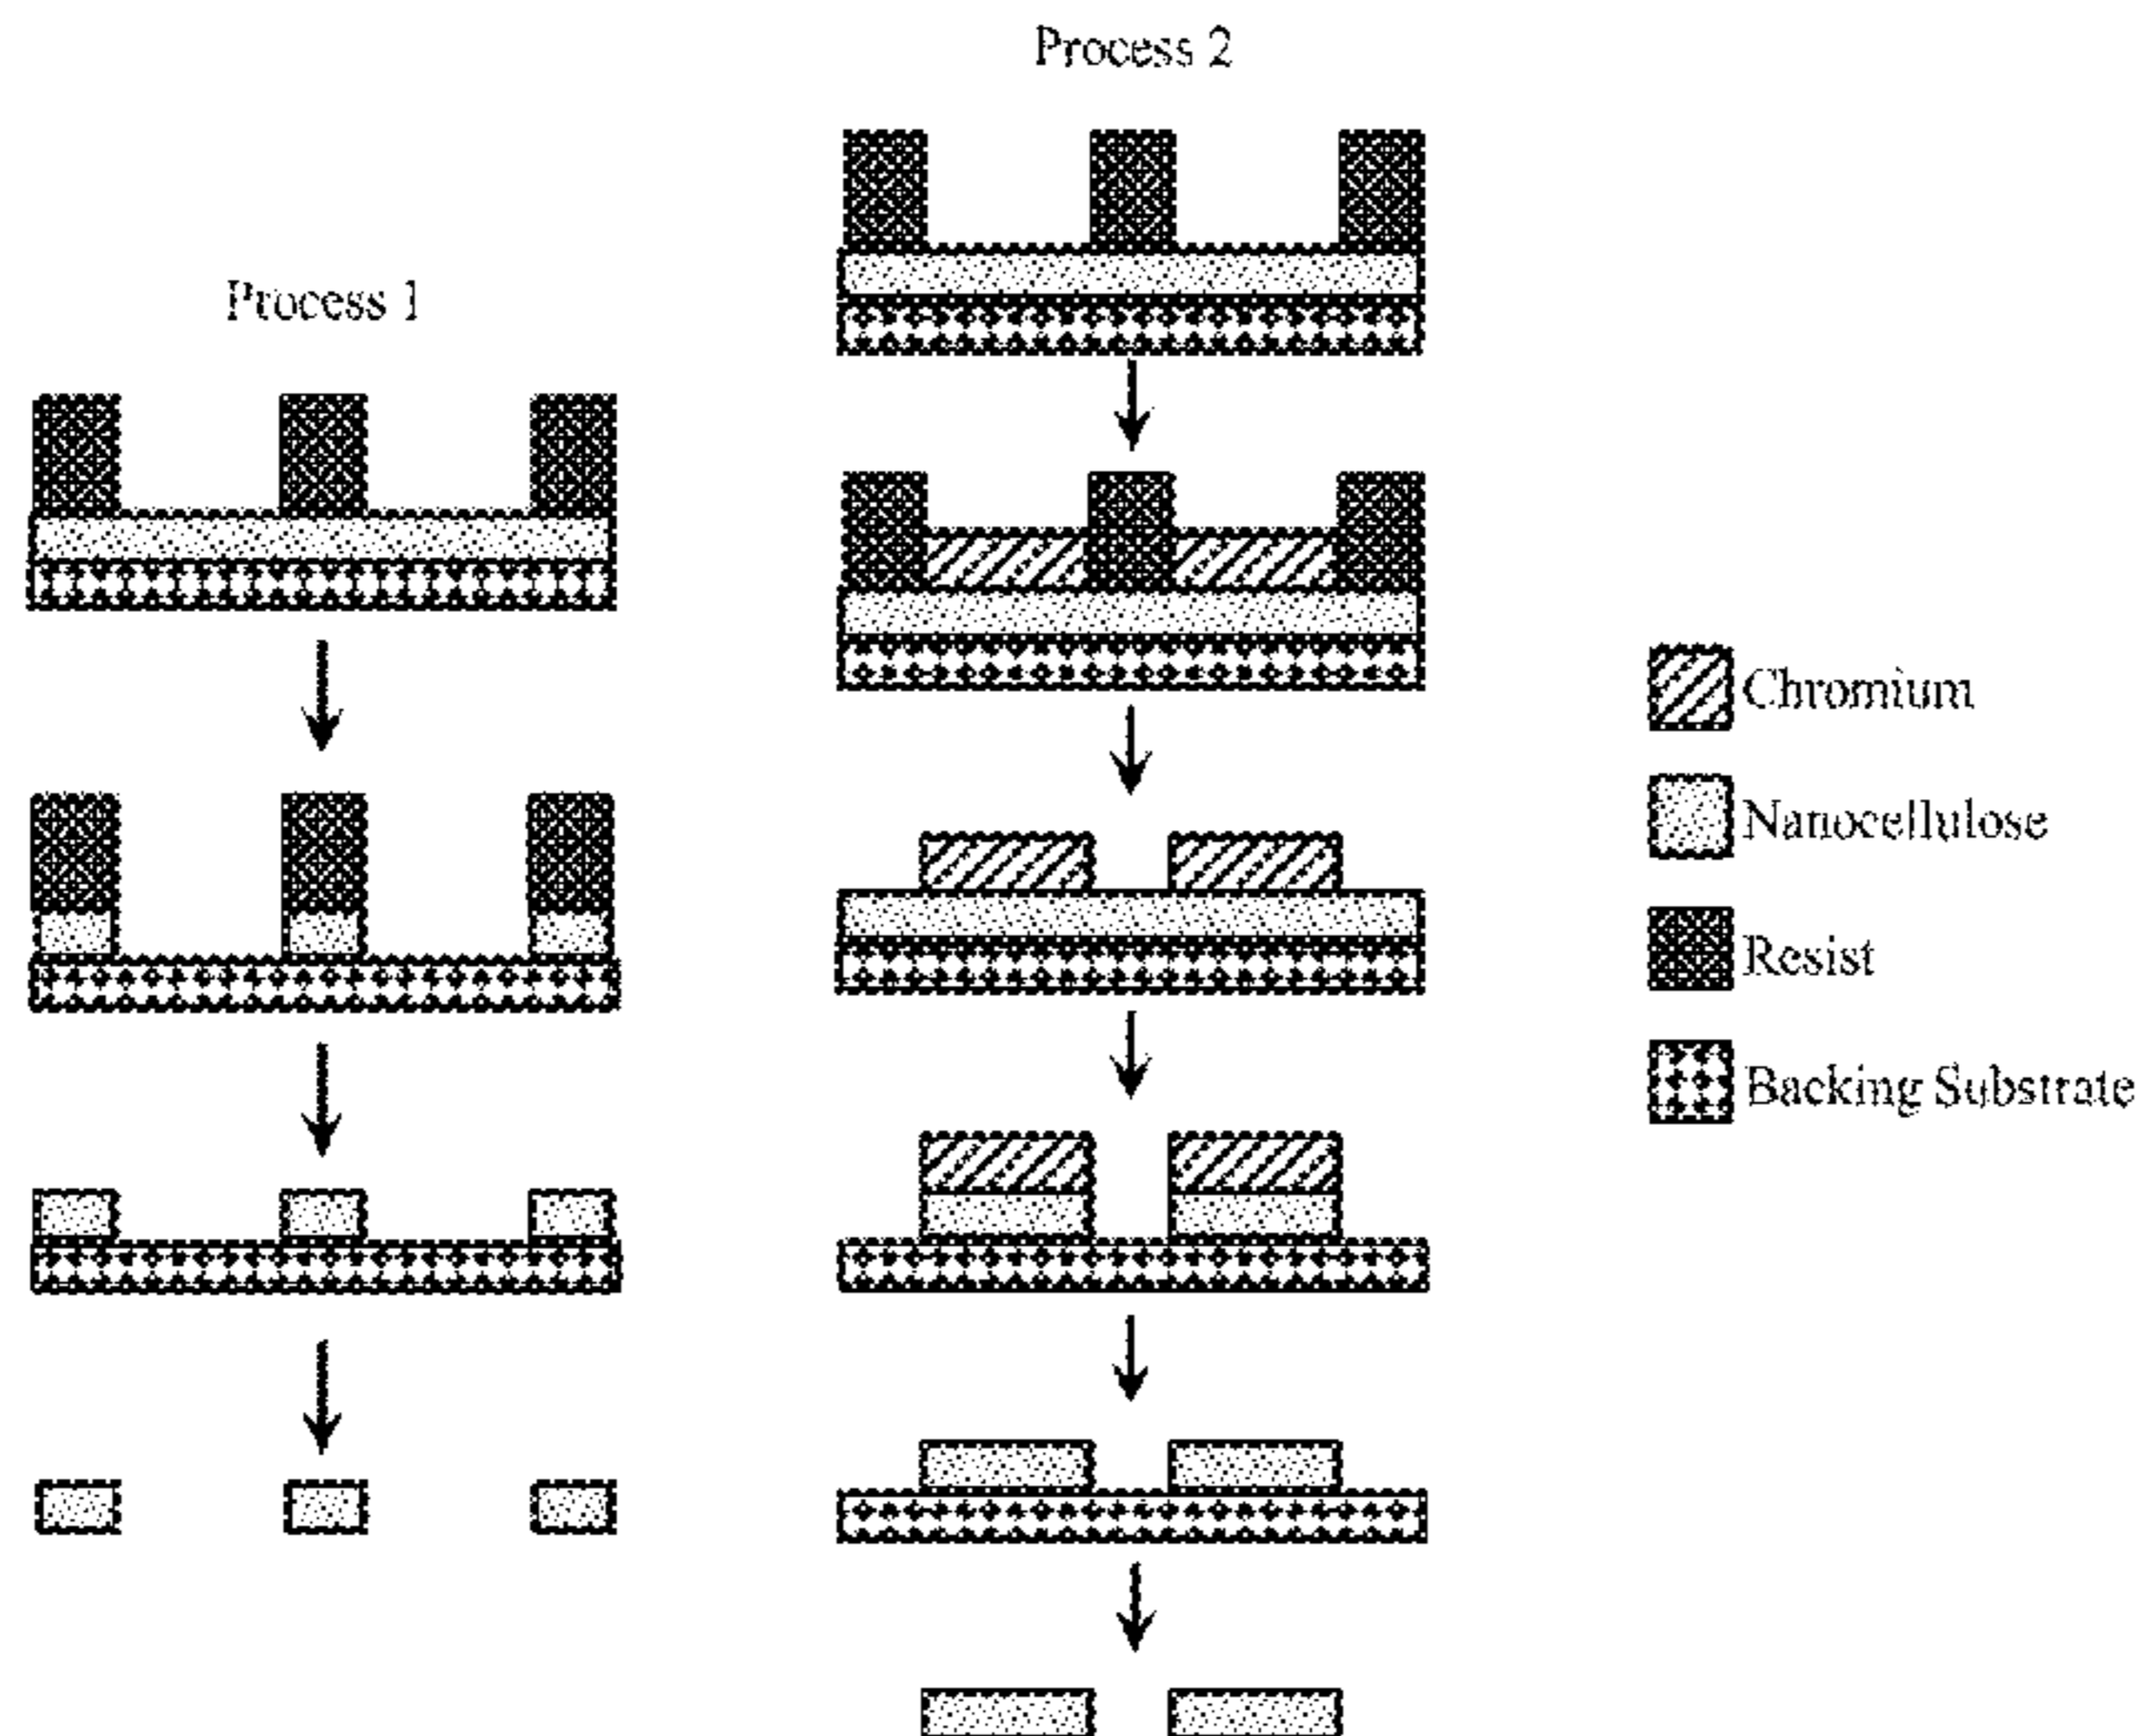 Process 2
Process 1
Chromium
Nanocellulose
Resist
Backing Substrate